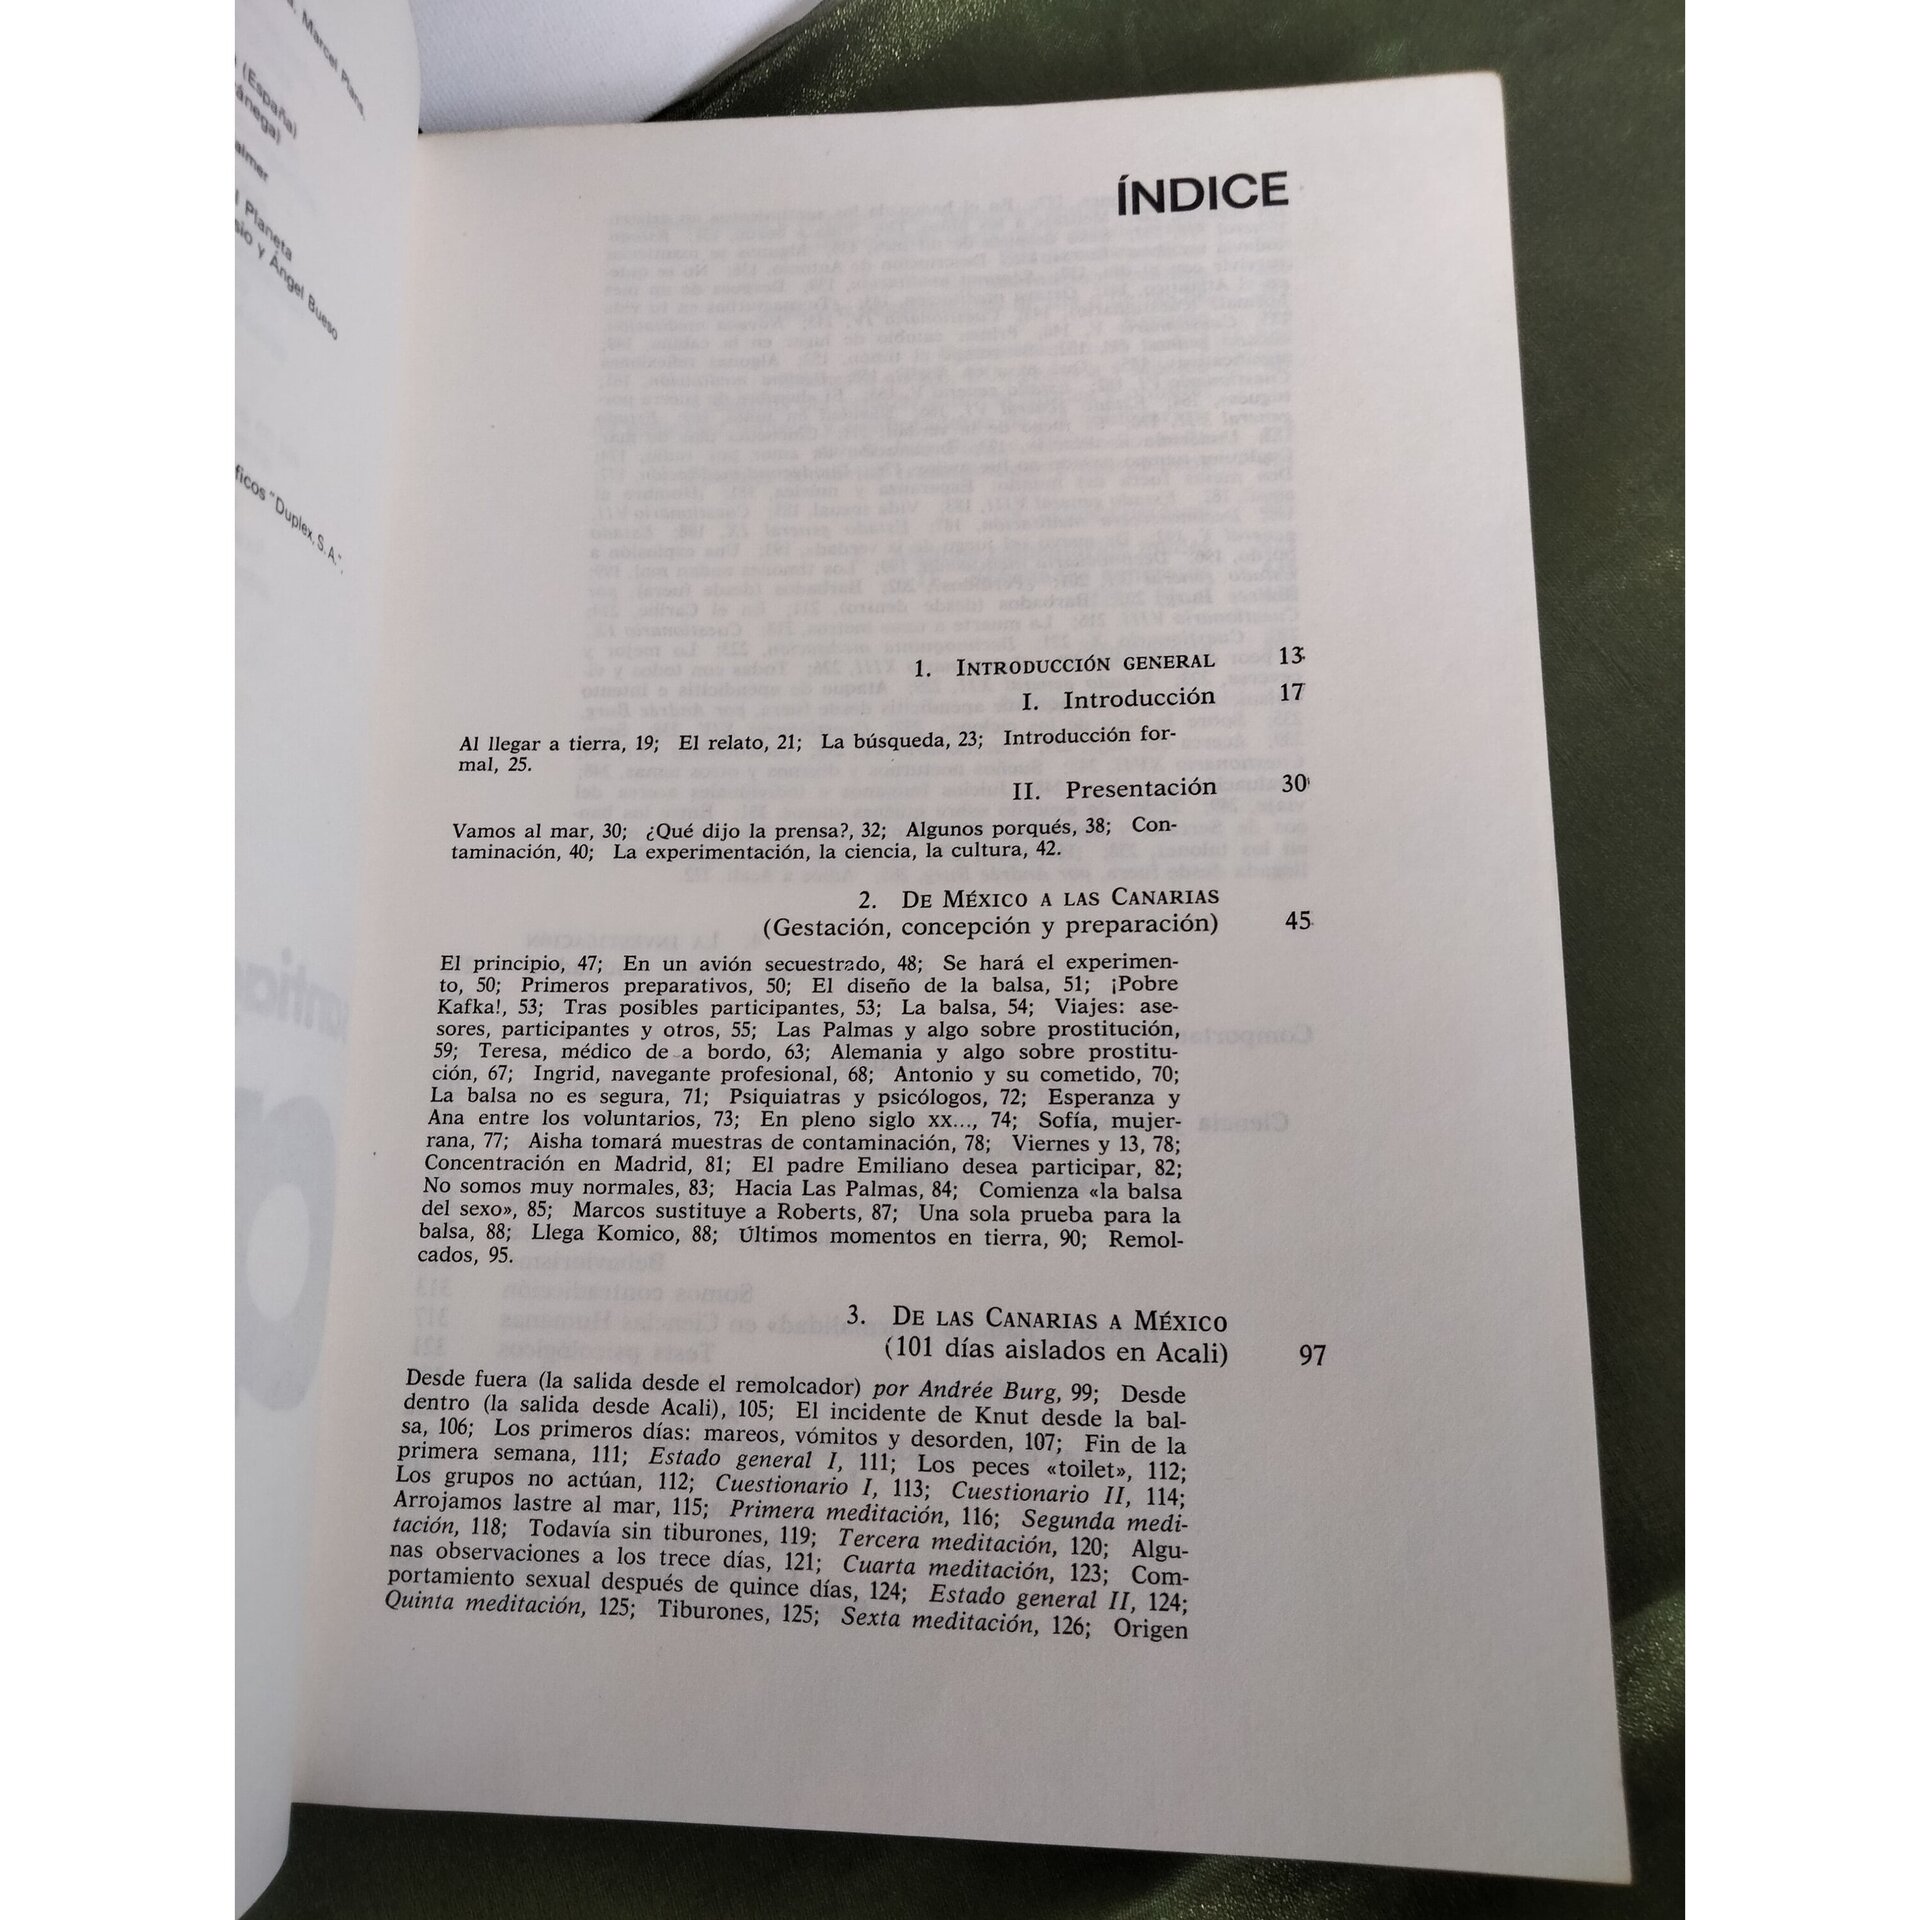 Marcel Plans
(España)
ánega)
almer
l Planeta
sio y Ángel Bueso
ficos "Duplex, S.A.",
ÍNDICE
1. INTRODUCCIÓN GENERAL 13
I. Introducción 17
Al llegar a tierra, 19; El relato, 21; La búsqueda, 23; Introducción for-
mal, 25.
II. Presentación 30
Vamos al mar, 30; ¿Qué dijo la prensa?, 32; Algunos porqués, 38; Con-
taminación, 40; La experimentación, la ciencia, la cultura, 42.
2. DE MÉXICO A LAS CANARIAS
(Gestación, concepción y preparación) 45
El principio, 47; En un avión secuestrado, 48; Se hará el experimen-
to, 50; Primeros preparativos, 50; El diseño de la balsa, 51; ¡Pobre
Kafka!, 53; Tras posibles participantes, 53; La balsa, 54; Viajes: ase-
sores, participantes y otros, 55; Las Palmas y algo sobre prostitución,
59; Teresa, médico de a bordo, 63; Alemania y algo sobre prostitu-
ción, 67; Ingrid, navegante profesional, 68; Antonio y su cometido, 70;
La balsa no es segura, 71; Psiquiatras y psicólogos, 72; Esperanza y
Ana entre los voluntarios, 73; En pleno siglo XX..., 74; Sofía, mujer-
rana, 77; Aisha tomará muestras de contaminación, 78; Viernes y 13, 78;
Concentración en Madrid, 81; El padre Emiliano desea participar, 82;
No somos muy normales, 83; Hacia Las Palmas, 84; Comienza «la balsa
del sexo», 85; Marcos sustituye a Roberts, 87; Una sola prueba para la
balsa, 88; Llega Komico, 88; Últimos momentos en tierra, 90; Remol-
cados, 95.
3. DE LAS CANARIAS A MÉXICO
(101 días aislados en Acali) 97
Desde fuera (la salida desde el remolcador) por Andrée Burg, 99; Desde
dentro (la salida desde Acali), 105; El incidente de Knut desde la bal-
sa, 106; Los primeros días: mareos, vómitos y desorden, 107; Fin de la
primera semana, 111; Estado general I, 111; Los peces «toilet», 112;
Los grupos no actúan, 112; Cuestionario I, 113; Cuestionario II, 114;
Arrojamos lastre al mar, 115; Primera meditación, 116; Segunda medi-
tación, 118; Todavía sin tiburones, 119; Tercera meditación, 120; Algu-
nas observaciones a los trece días, 121; Cuarta meditación, 123; Com-
portamiento sexual después de quince días, 124; Estado general II, 124;
Quinta meditación, 125; Tiburones, 125; Sexta meditación, 126; Origen